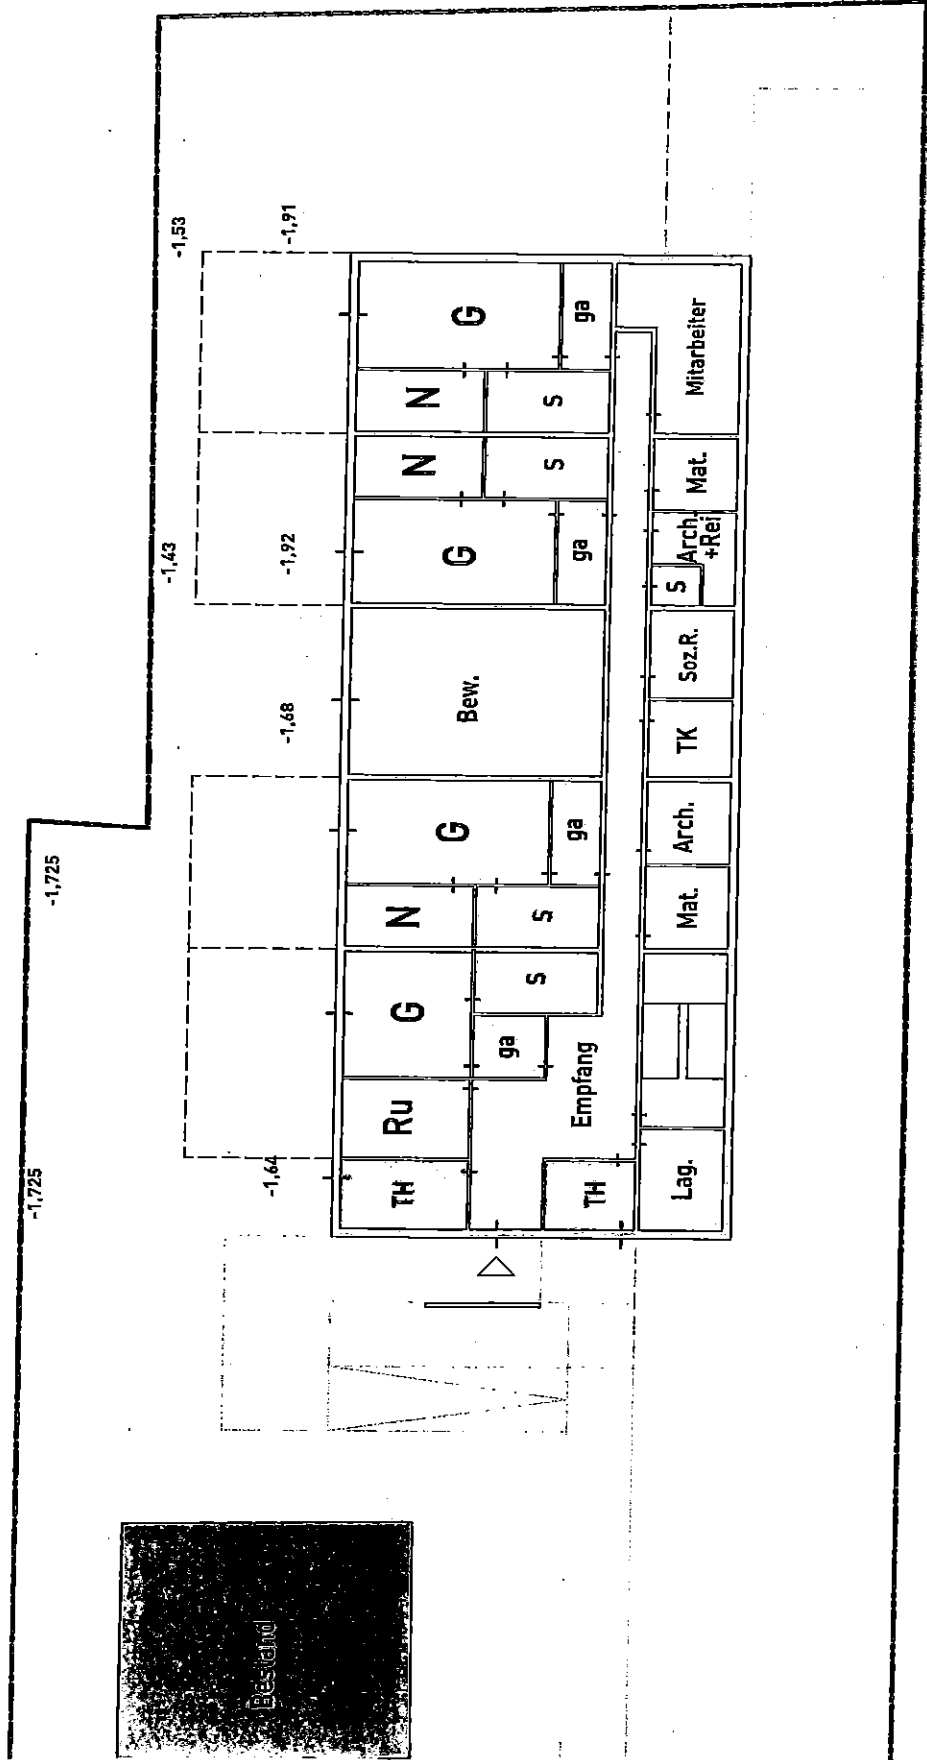 -1,725
-1,725
-1,53
-1,43
-1,64
-1,68
-1,92
-1,91
TH
Ru
G
N
G
Bew.
G
N
N
G
ga
S
S
ga
ga
S
S
ga
TH
Empfang
Lag.
Mat.
Arch.
TK
Soz.R.
S
Arch.
+Rei
Mat.
Mitarbeiter
Bestand